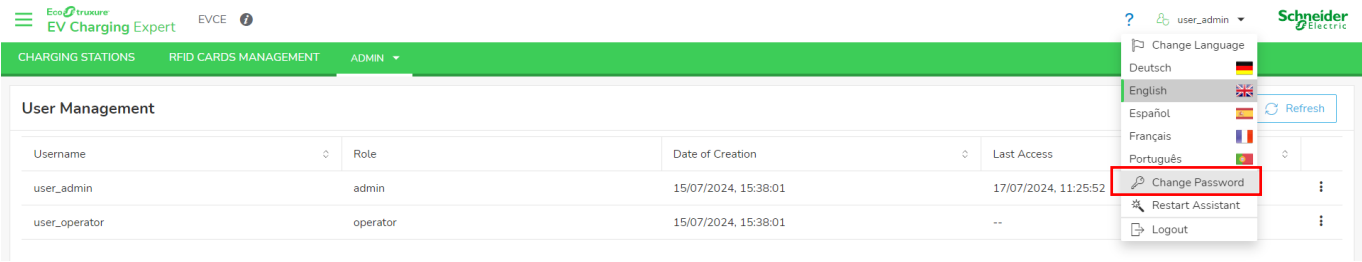 EcoStruxure
EV Charging Expert
EVCE
?
user_admin
Schneider
Electric
CHARGING STATIONS
RFID CARDS MANAGEMENT
ADMIN
Change Language
Deutsch
English
Español
Français
Português
Change Password
Restart Assistant
Logout
User Management
Refresh
Username
Role
Date of Creation
Last Access
user_admin
admin
15/07/2024, 15:38:01
17/07/2024, 11:25:52
user_operator
operator
15/07/2024, 15:38:01
--